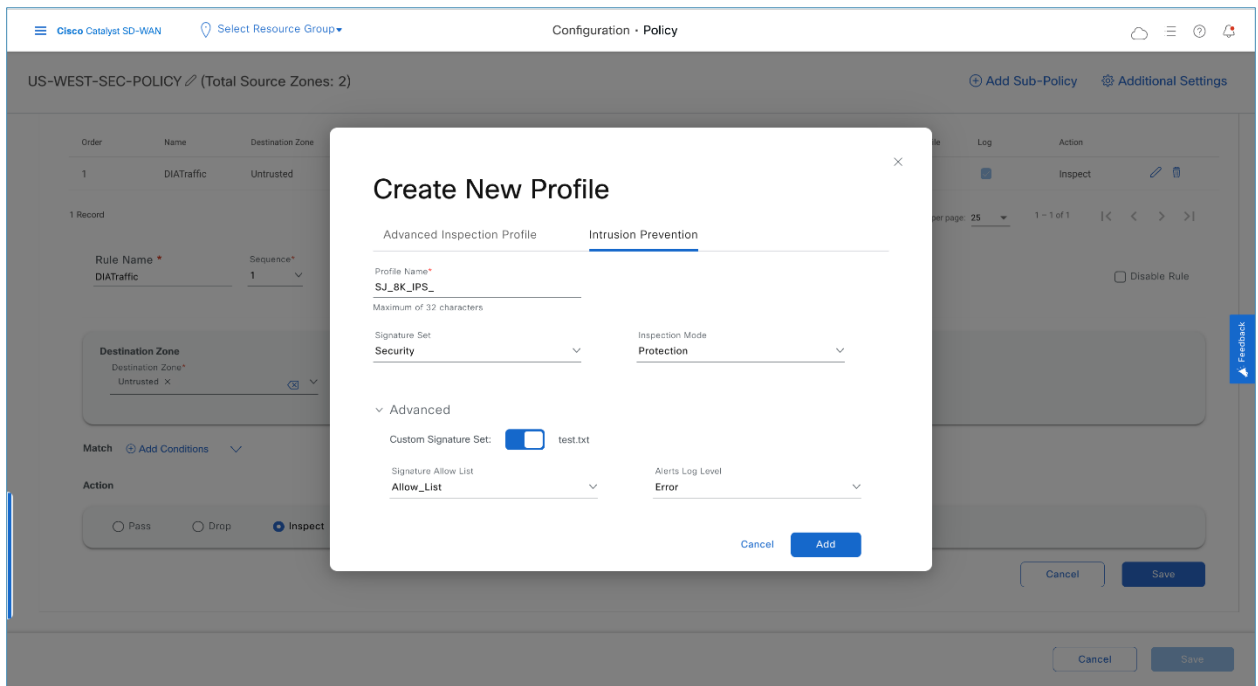 Cisco Catalyst SD-WAN Select Resource Group Configuration · Policy
US-WEST-SEC-POLICY (Total Source Zones: 2) Add Sub-Policy Additional Settings
Order Name Destination Zone Log Action
1 DIATraffic Untrusted Inspect
1 Record per page: 25 1 – 1 of 1
Rule Name * Sequence*
DIATraffic 1 Disable Rule
Destination Zone
Destination Zone*
Untrusted ×
Match Add Conditions
Action
Pass Drop Inspect
Cancel Save
Cancel Save
Feedback
Create New Profile
Advanced Inspection Profile Intrusion Prevention
Profile Name*
SJ_8K_IPS_
Maximum of 32 characters
Signature Set Inspection Mode
Security Protection
Advanced
Custom Signature Set: test.txt
Signature Allow List Alerts Log Level
Allow_List Error
Cancel Add